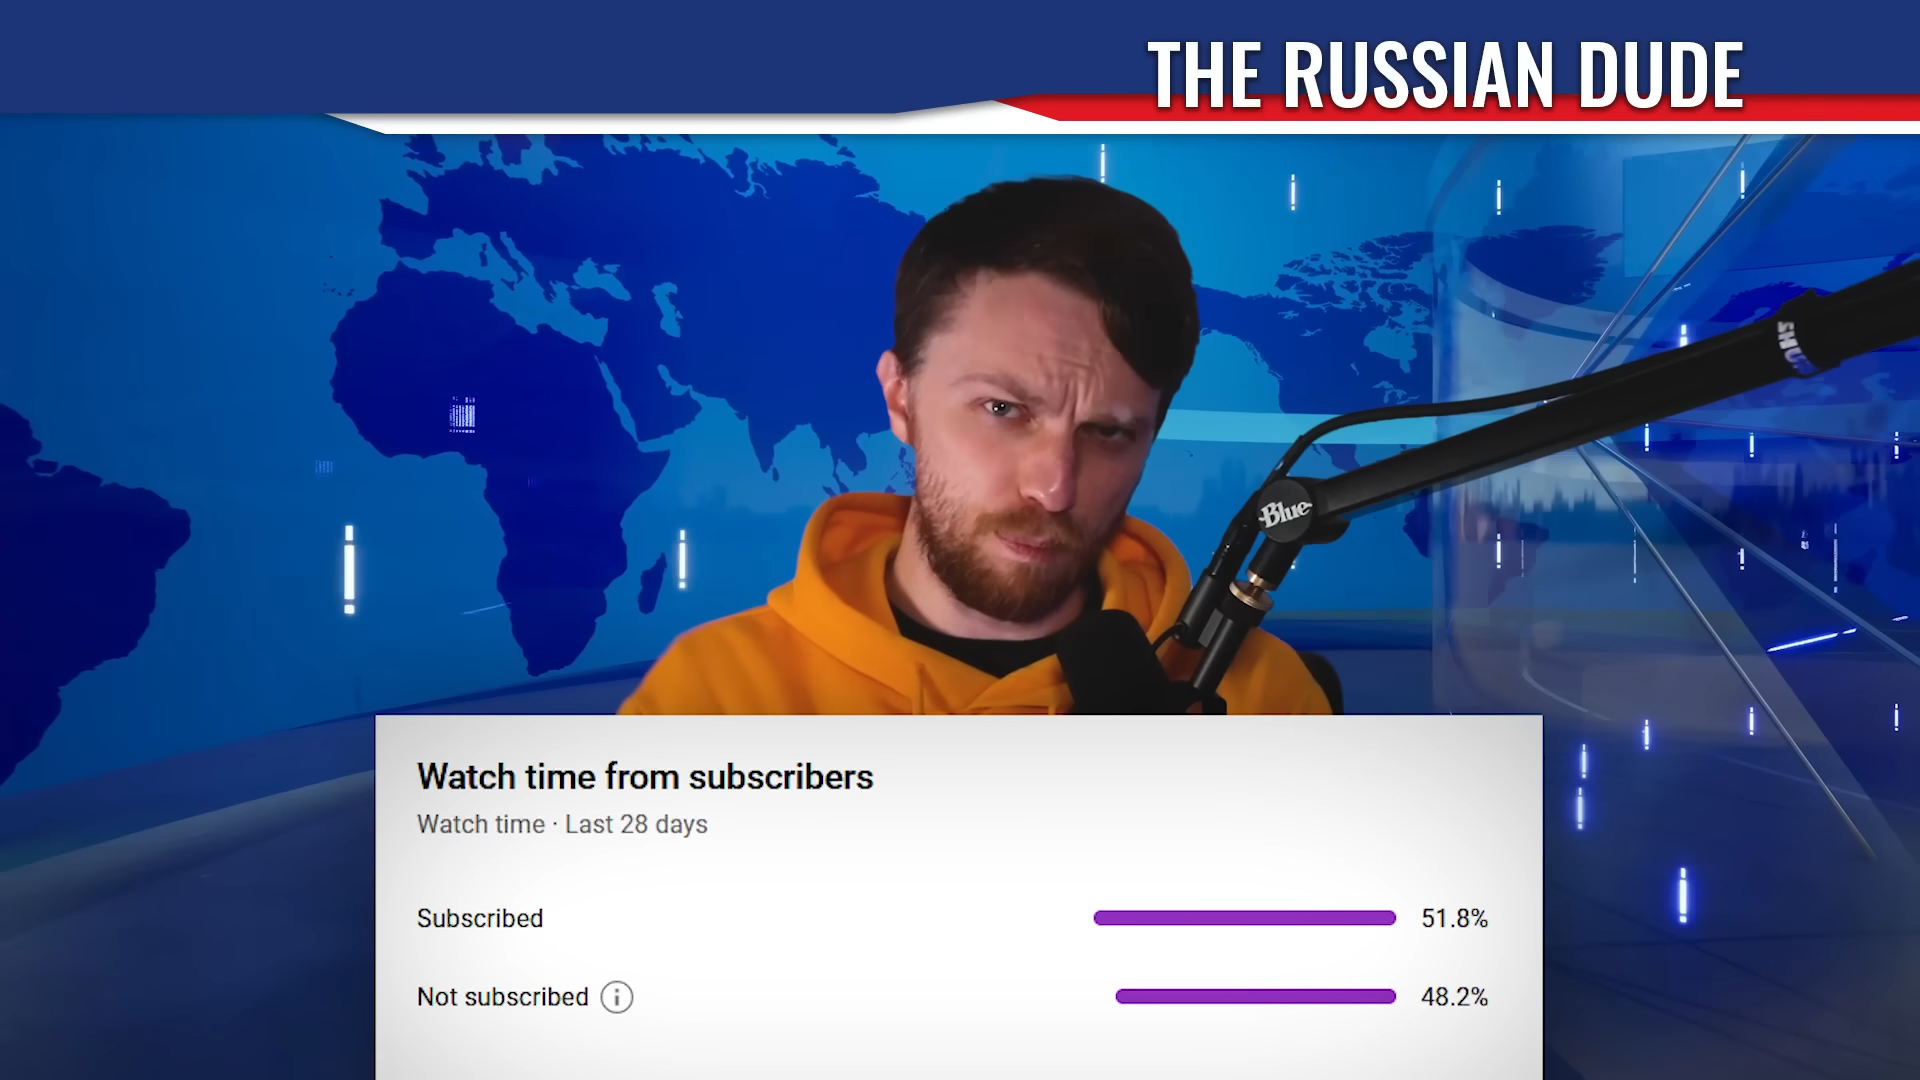 THE RUSSIAN DUDE
Blue
Watch time from subscribers
Watch time · Last 28 days
Subscribed
51.8%
Not subscribed
48.2%